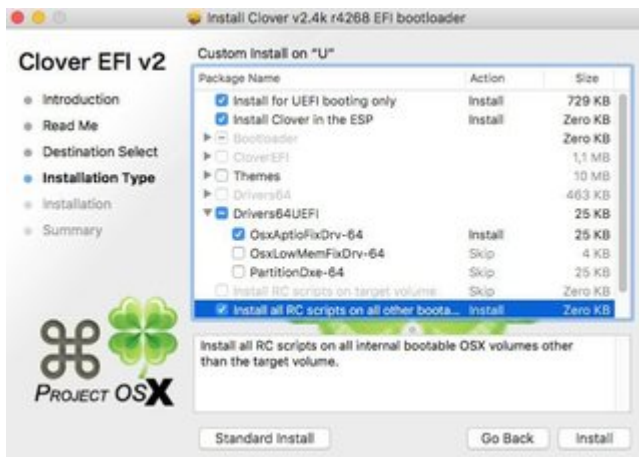 Install Clover v2.4k r4268 EFI bootloader
Clover EFI v2
Introduction
Read Me
Destination Select
Installation Type
Installation
Summary
PROJECT OSX
Custom Install on "U"
Package Name Action Size
Install for UEFI booting only Install 729 KB
Install Clover in the ESP Install Zero KB
Bootloader Zero KB
CloverEFI 1,1 MB
Themes 10 MB
Drivers64 463 KB
Drivers64UEFI 25 KB
OsxAptioFixDrv-64 Install 25 KB
OsxLowMemFixDrv-64 Skip 4 KB
PartitionDxe-64 Skip 25 KB
Install RC scripts on target volume Skip Zero KB
Install all RC scripts on all other boota... Install Zero KB
Install all RC scripts on all internal bootable OSX volumes other
than the target volume.
Standard Install Go Back Install